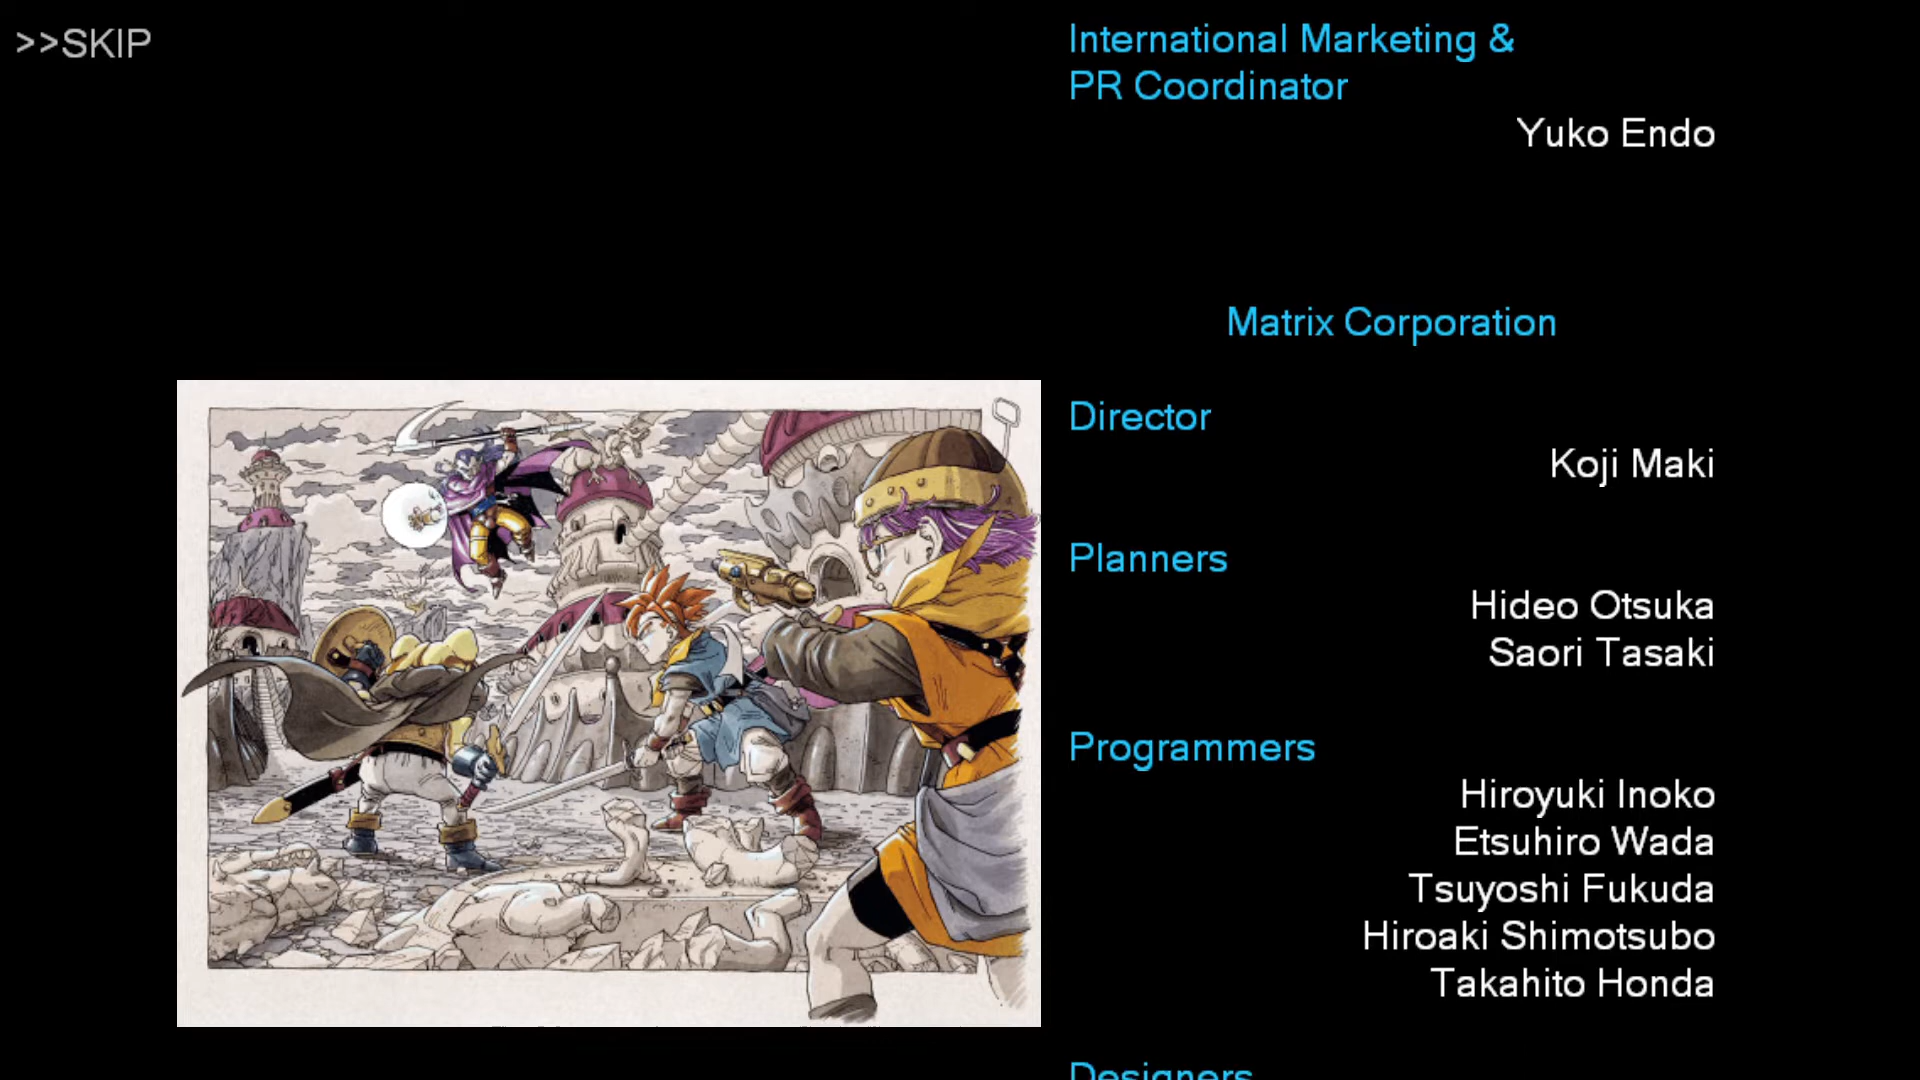 >>SKIP
International Marketing &
PR Coordinator
Yuko Endo
Matrix Corporation
Director
Koji Maki
Planners
Hideo Otsuka
Saori Tasaki
Programmers
Hiroyuki Inoko
Etsuhiro Wada
Tsuyoshi Fukuda
Hiroaki Shimotsubo
Takahito Honda
Designers